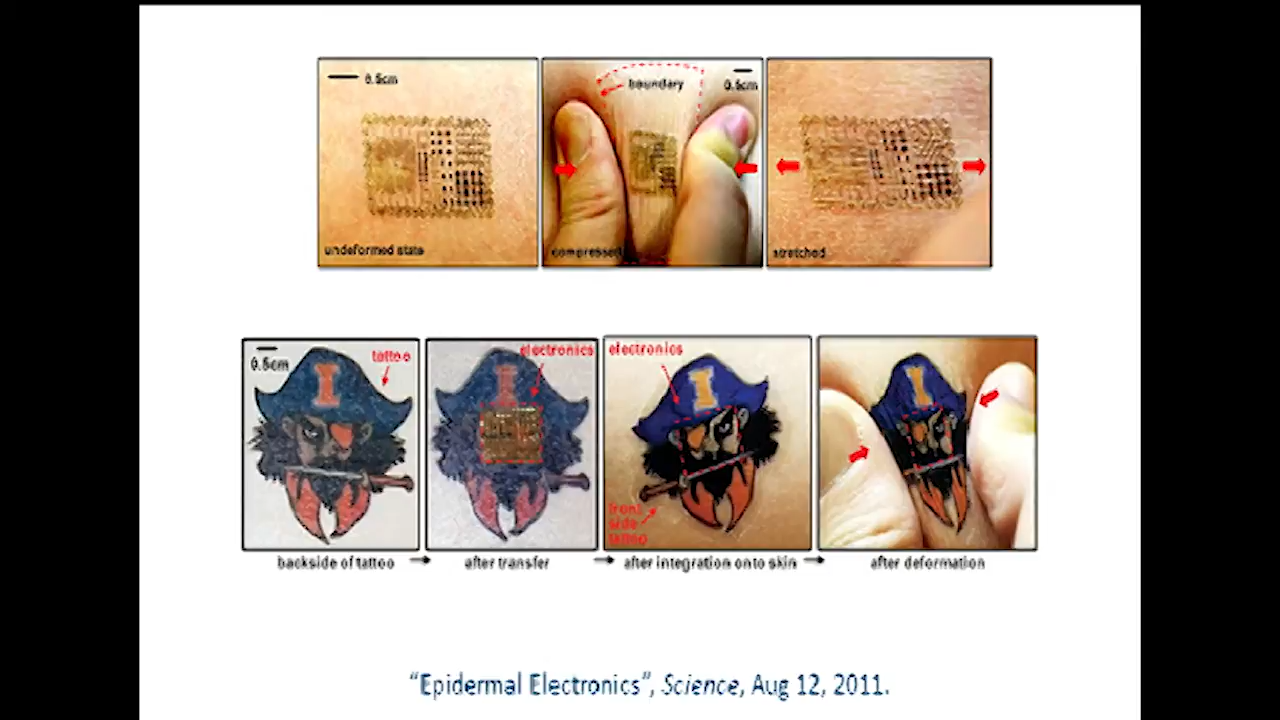 0.5cm
boundary
0.5cm
undeformed state
compressed
stretched
0.5cm
tattoo
electronics
electronics
I
I
I
I
front
side
tattoo
backside of tattoo
after transfer
after integration onto skin
after deformation
“Epidermal Electronics”, Science, Aug 12, 2011.